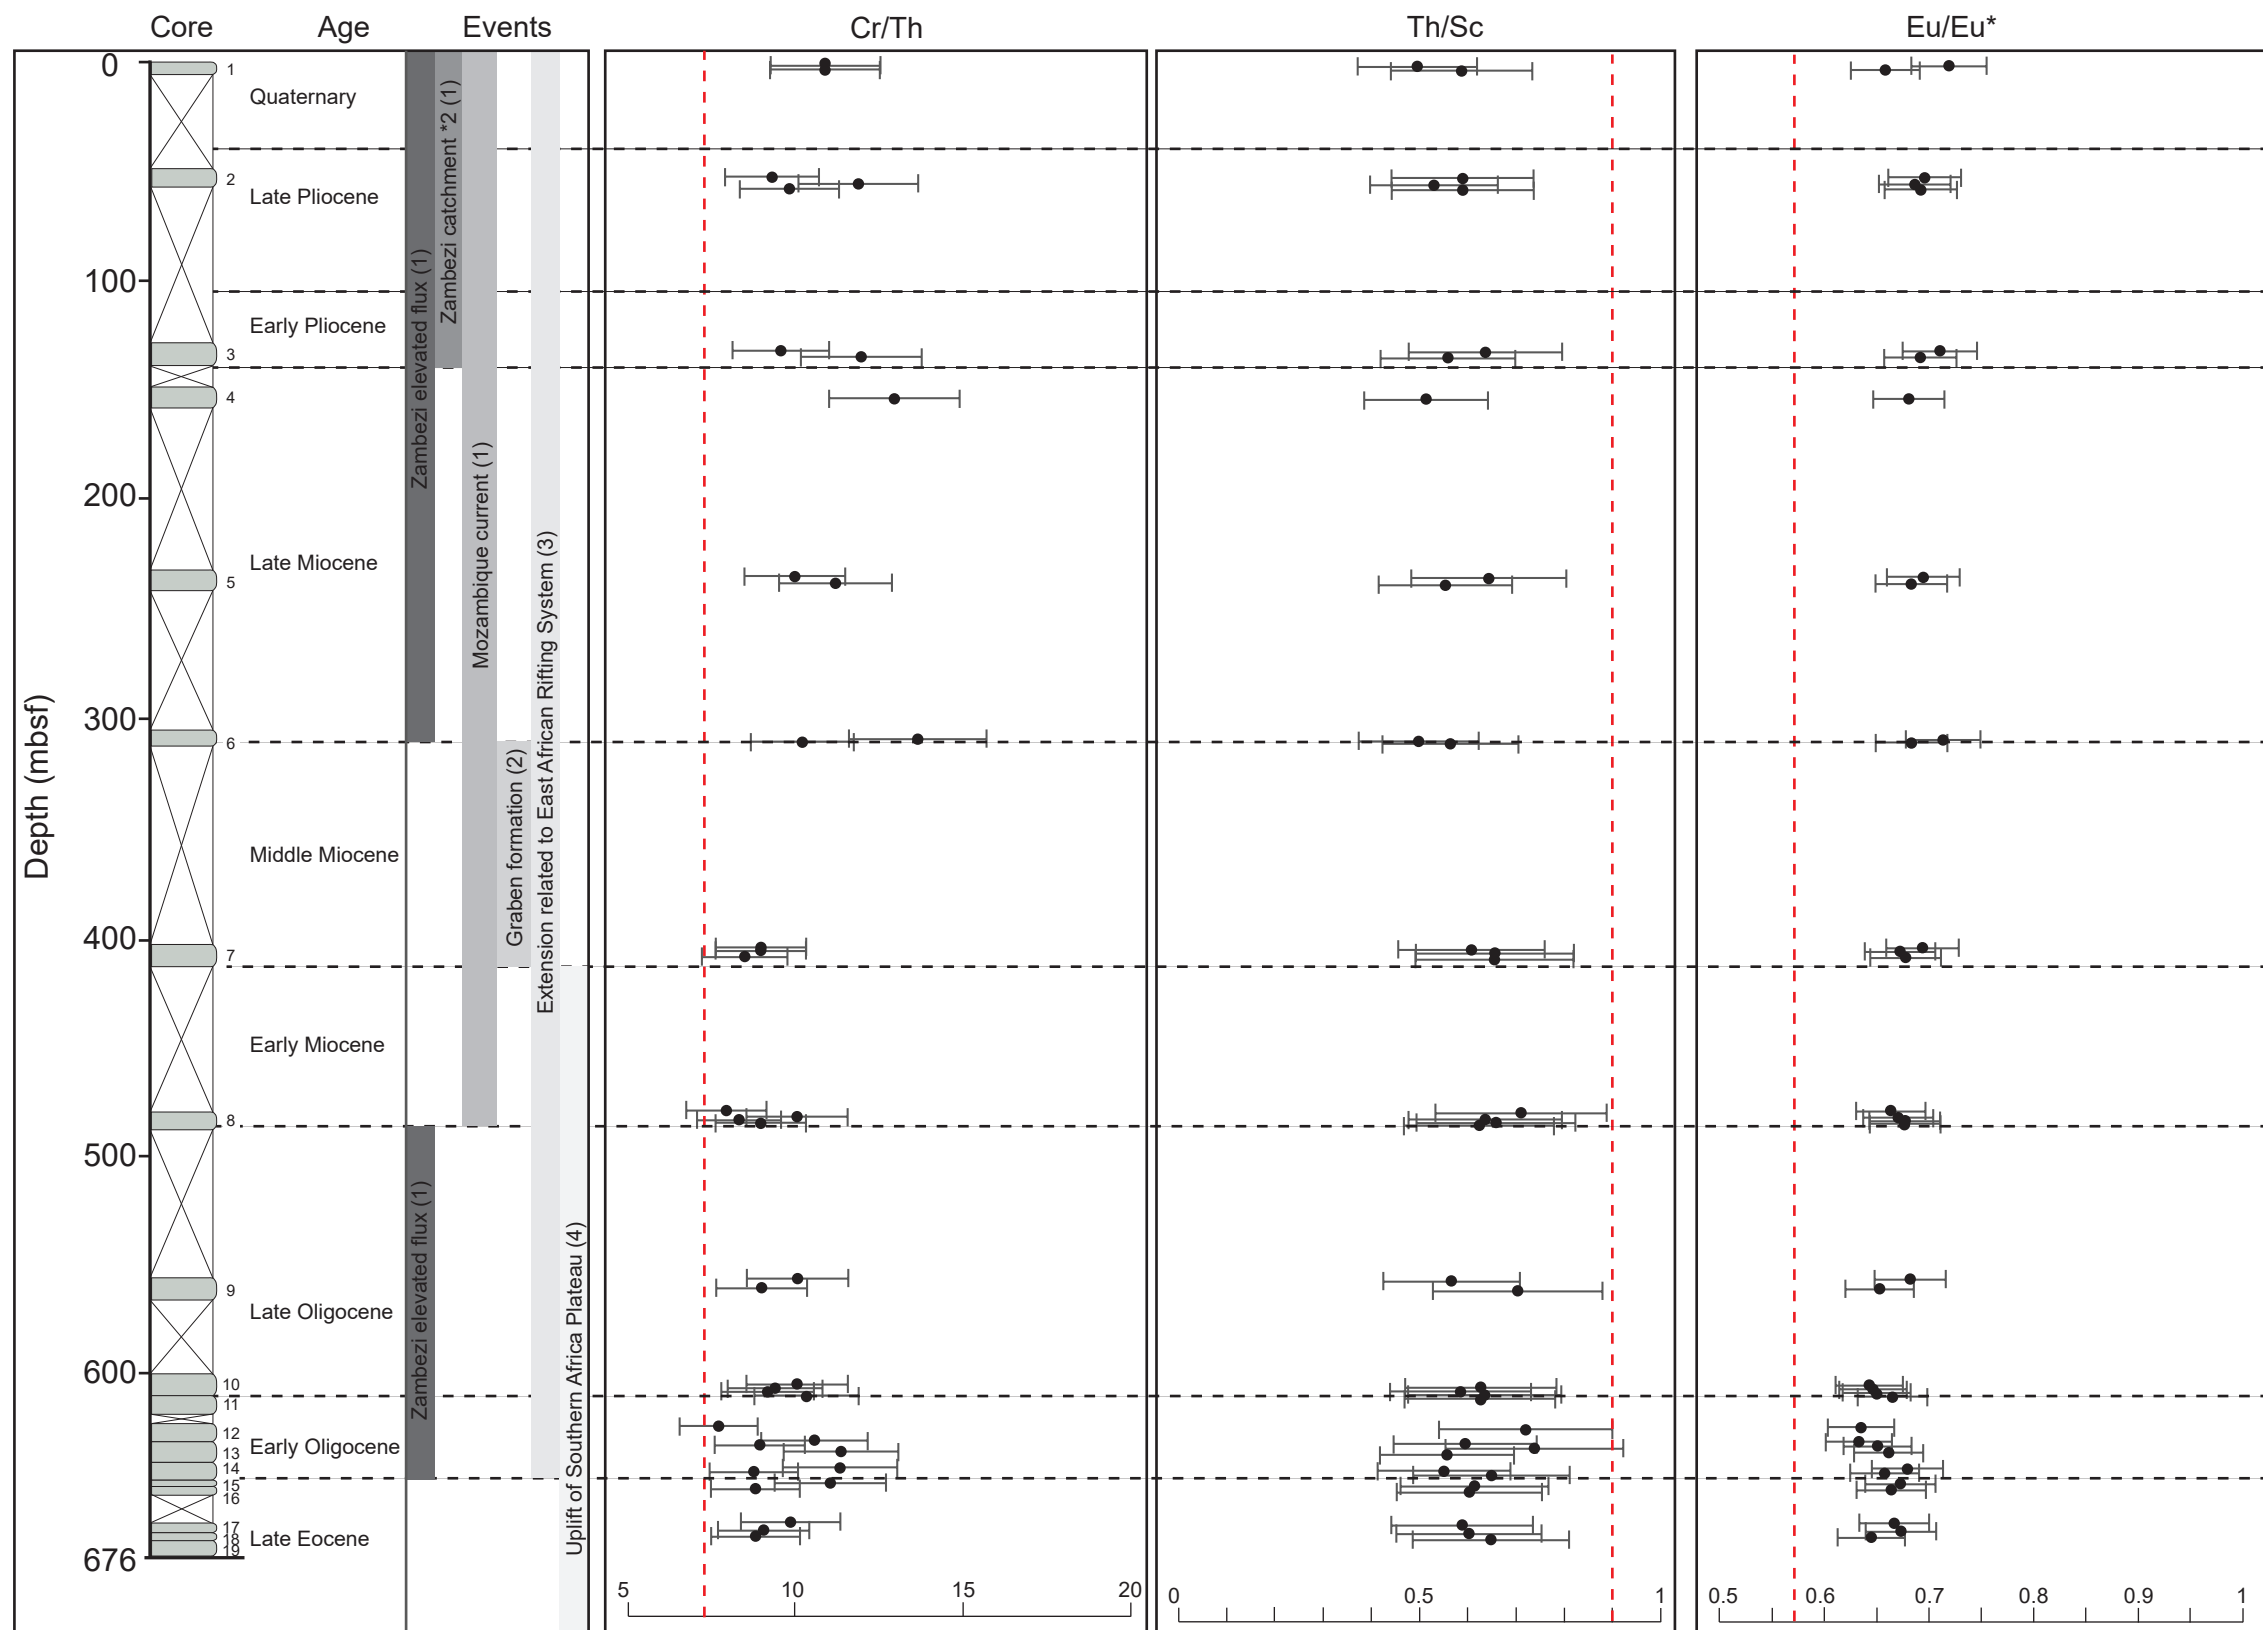 Core Age Events Cr/Th Th/Sc Eu/Eu*
Depth (mbsf)
0
100
200
300
400
500
600
676
1
2
3
4
5
6
7
8
9
10
11
12
13
14
15
16
17
18
19
Quaternary
Late Pliocene
Early Pliocene
Late Miocene
Middle Miocene
Early Miocene
Late Oligocene
Early Oligocene
Late Eocene
Zambezi elevated flux (1)
Zambezi elevated flux (1)
Zambezi catchment *2 (1)
Mozambique current (1)
Graben formation (2)
Extension related to East African Rifting System (3)
Uplift of Southern Africa Plateau (4)
5 10 15 20
0 0.5 1
0.5 0.6 0.7 0.8 0.9 1